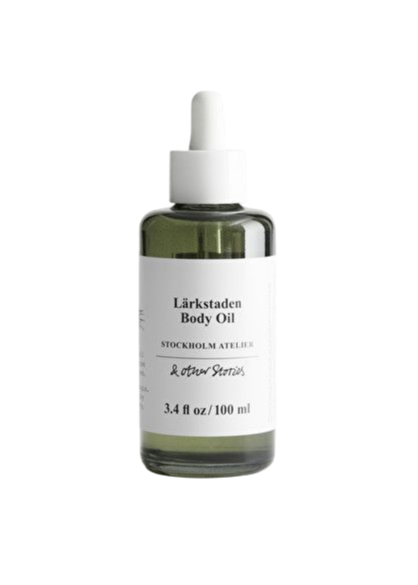 Lärkstaden
Body Oil
STOCKHOLM ATELIER
& other Stories
3.4 fl oz/100 ml